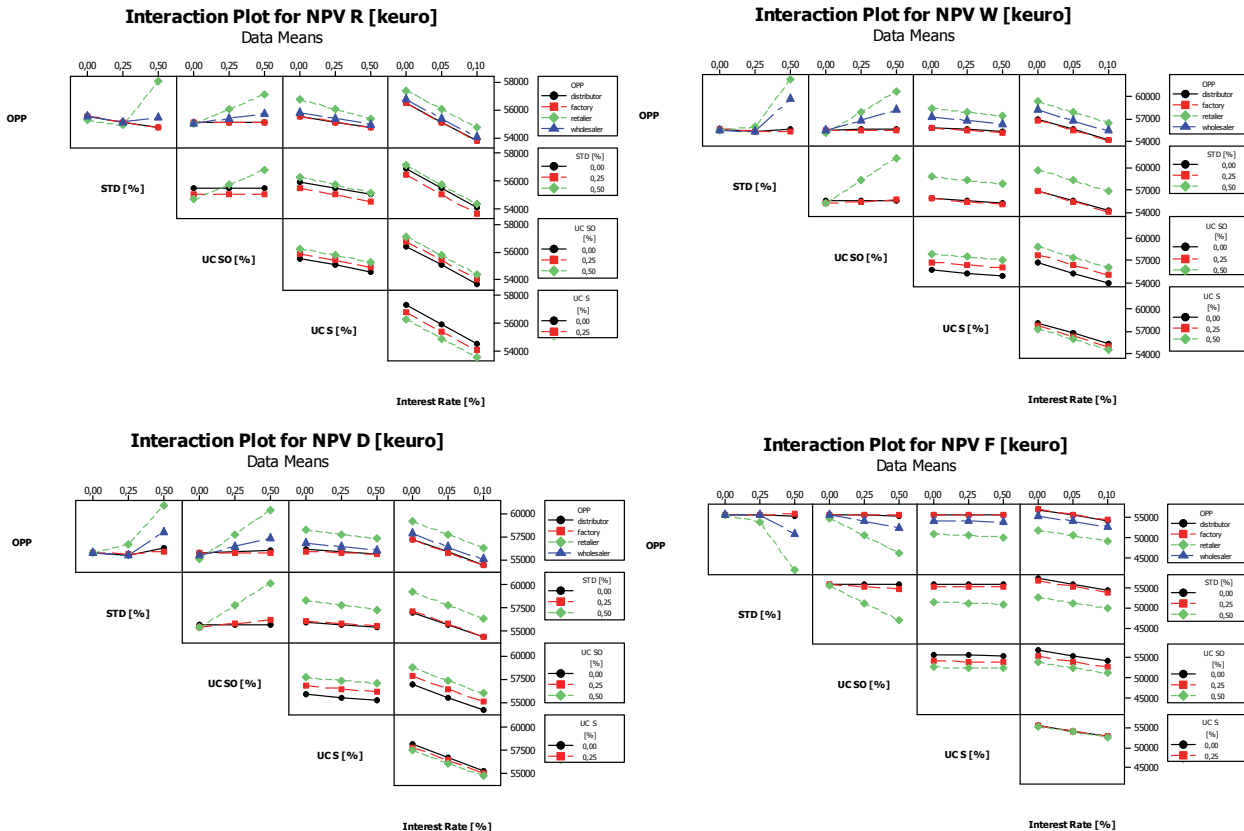 Interaction Plot for NPV R [keuro]
Data Means
0,00 0,25 0,50 0,00 0,25 0,50 0,00 0,25 0,50 0,00 0,05 0,10
OPP
58000
56000
54000
OPP
distributor
factory
retalier
wholesaler
STD [%]
58000
56000
54000
STD [%]
0,00
0,25
0,50
UC SO [%]
58000
56000
54000
UC SO
[%]
0,00
0,25
0,50
UC S [%]
58000
56000
54000
UC S
[%]
0,00
0,25
Interest Rate [%]
Interaction Plot for NPV W [keuro]
Data Means
0,00 0,25 0,50 0,00 0,25 0,50 0,00 0,25 0,50 0,00 0,05 0,10
OPP
60000
57000
54000
OPP
distributor
factory
retalier
wholesaler
STD [%]
60000
57000
54000
STD [%]
0,00
0,25
0,50
UC SO [%]
60000
57000
54000
UC SO
[%]
0,00
0,25
0,50
UC S [%]
60000
57000
54000
UC S
[%]
0,00
0,25
Interest Rate [%]
Interaction Plot for NPV D [keuro]
Data Means
0,00 0,25 0,50 0,00 0,25 0,50 0,00 0,25 0,50 0,00 0,05 0,10
OPP
60000
57500
55000
OPP
distributor
factory
retalier
wholesaler
STD [%]
60000
57500
55000
STD [%]
0,00
0,25
0,50
UC SO [%]
60000
57500
55000
UC SO
[%]
0,00
0,25
0,50
UC S [%]
60000
57500
55000
UC S
[%]
0,00
0,25
Interest Rate [%]
Interaction Plot for NPV F [keuro]
Data Means
0,00 0,25 0,50 0,00 0,25 0,50 0,00 0,25 0,50 0,00 0,05 0,10
OPP
55000
50000
45000
OPP
distributor
factory
retalier
wholesaler
STD [%]
55000
50000
45000
STD [%]
0,00
0,25
0,50
UC SO [%]
55000
50000
45000
UC SO
[%]
0,00
0,25
0,50
UC S [%]
55000
50000
45000
UC S
[%]
0,00
0,25
Interest Rate [%]